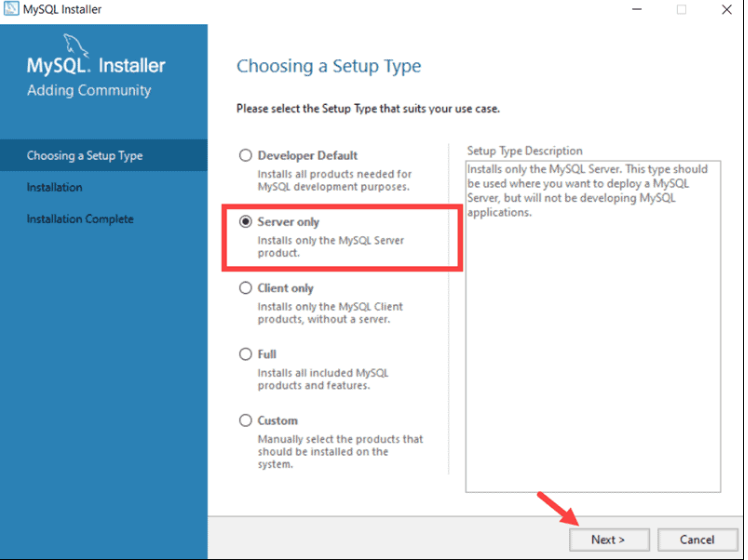 MySQL Installer
MySQL. Installer
Adding Community
Choosing a Setup Type
Installation
Installation Complete
Choosing a Setup Type
Please select the Setup Type that suits your use case.
Developer Default
Installs all products needed for
MySQL development purposes.
Server only
Installs only the MySQL Server
product.
Client only
Installs only the MySQL Client
products, without a server.
Full
Installs all included MySQL
products and features.
Custom
Manually select the products that
should be installed on the
system.
Setup Type Description
Installs only the MySQL Server. This type should
be used where you want to deploy a MySQL
Server, but will not be developing MySQL
applications.
Next >
Cancel